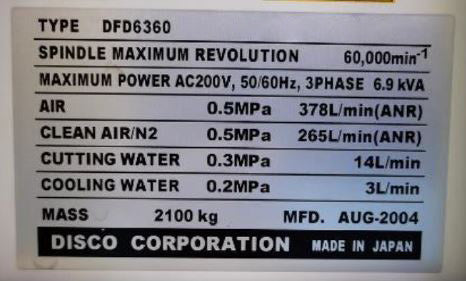 TYPE DFD6360
SPINDLE MAXIMUM REVOLUTION 60,000min⁻¹
MAXIMUM POWER AC200V, 50/60Hz, 3PHASE 6.9 kVA
AIR 0.5MPa 378L/min(ANR)
CLEAN AIR/N2 0.5MPa 265L/min(ANR)
CUTTING WATER 0.3MPa 14L/min
COOLING WATER 0.2MPa 3L/min
MASS 2100 kg MFD. AUG-2004
DISCO CORPORATION MADE IN JAPAN